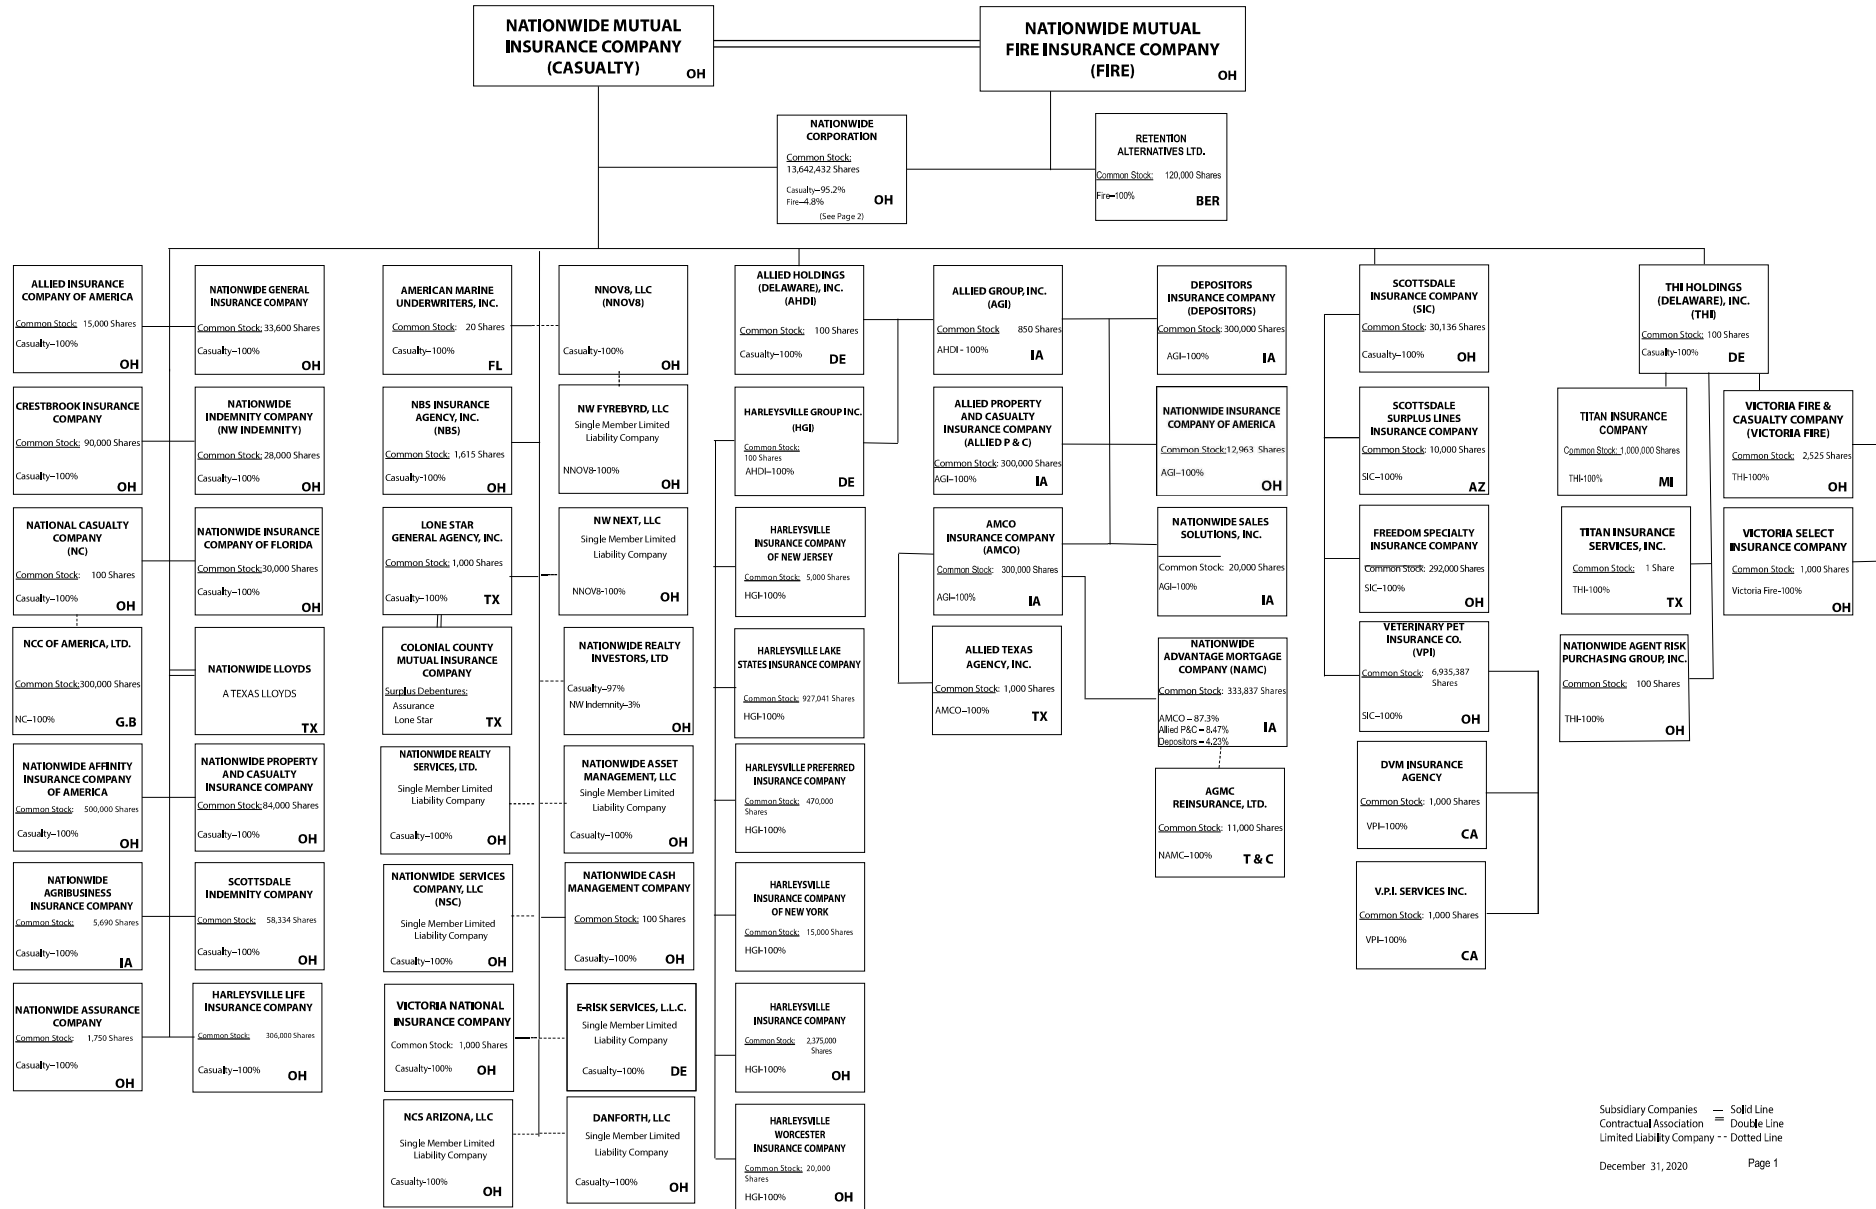 NATIONWIDE MUTUAL
INSURANCE COMPANY
(CASUALTY)
OH
NATIONWIDE MUTUAL
FIRE INSURANCE COMPANY
(FIRE)
OH
NATIONWIDE
CORPORATION
Common Stock:
13,642,432 Shares
Casualty–95.2%
Fire–4.8%
OH
(See Page 2)
RETENTION
ALTERNATIVES LTD.
Common Stock: 120,000 Shares
Fire–100%
BER
ALLIED INSURANCE
COMPANY OF AMERICA
Common Stock: 15,000 Shares
Casualty–100%
OH
NATIONWIDE GENERAL
INSURANCE COMPANY
Common Stock: 33,600 Shares
Casualty–100%
OH
AMERICAN MARINE
UNDERWRITERS, INC.
Common Stock: 20 Shares
Casualty–100%
FL
NNOV8, LLC
(NNOV8)
Casualty-100%
OH
ALLIED HOLDINGS
(DELAWARE), INC.
(AHDI)
Common Stock: 100 Shares
Casualty–100%
DE
ALLIED GROUP, INC.
(AGI)
Common Stock 850 Shares
AHDI - 100%
IA
DEPOSITORS
INSURANCE COMPANY
(DEPOSITORS)
Common Stock: 300,000 Shares
AGI–100%
IA
SCOTTSDALE
INSURANCE COMPANY
(SIC)
Common Stock: 30,136 Shares
Casualty–100%
OH
THI HOLDINGS
(DELAWARE), INC.
(THI)
Common Stock: 100 Shares
Casualty-100%
DE
CRESTBROOK INSURANCE
COMPANY
Common Stock: 90,000 Shares
Casualty–100%
OH
NATIONWIDE
INDEMNITY COMPANY
(NW INDEMNITY)
Common Stock: 28,000 Shares
Casualty–100%
OH
NBS INSURANCE
AGENCY, INC.
(NBS)
Common Stock: 1,615 Shares
Casualty–100%
OH
NW FYREBYRD, LLC
Single Member Limited
Liability Company
NNOV8-100%
OH
HARLEYSVILLE GROUP INC.
(HGI)
Common Stock:
100 Shares
AHDI–100%
DE
ALLIED PROPERTY
AND CASUALTY
INSURANCE COMPANY
(ALLIED P & C)
Common Stock: 300,000 Shares
AGI–100%
IA
NATIONWIDE INSURANCE
COMPANY OF AMERICA
Common Stock:12,963 Shares
AGI–100%
OH
SCOTTSDALE
SURPLUS LINES
INSURANCE COMPANY
Common Stock: 10,000 Shares
SIC–100%
AZ
TITAN INSURANCE
COMPANY
Common Stock: 1,000,000 Shares
THI-100%
MI
VICTORIA FIRE &
CASUALTY COMPANY
(VICTORIA FIRE)
Common Stock: 2,525 Shares
THI-100%
OH
NATIONAL CASUALTY
COMPANY
(NC)
Common Stock: 100 Shares
Casualty–100%
OH
NATIONWIDE INSURANCE
COMPANY OF FLORIDA
Common Stock:30,000 Shares
Casualty–100%
OH
LONE STAR
GENERAL AGENCY, INC.
Common Stock: 1,000 Shares
Casualty–100%
TX
NW NEXT, LLC
Single Member Limited
Liability Company
NNOV8-100%
OH
HARLEYSVILLE
INSURANCE COMPANY
OF NEW JERSEY
Common Stock: 5,000 Shares
HGI–100%
AMCO
INSURANCE COMPANY
(AMCO)
Common Stock: 300,000 Shares
AGI–100%
IA
NATIONWIDE SALES
SOLUTIONS, INC.
Common Stock: 20,000 Shares
AGI–100%
IA
FREEDOM SPECIALTY
INSURANCE COMPANY
Common Stock: 292,000 Shares
SIC–100%
OH
TITAN INSURANCE
SERVICES, INC.
Common Stock: 1 Share
THI-100%
TX
VICTORIA SELECT
INSURANCE COMPANY
Common Stock: 1,000 Shares
Victoria Fire–100%
OH
NCC OF AMERICA, LTD.
Common Stock:300,000 Shares
NC–100%
G.B
NATIONWIDE LLOYDS
A TEXAS LLOYDS
TX
COLONIAL COUNTY
MUTUAL INSURANCE
COMPANY
Surplus Debentures:
Assurance
Lone Star
TX
NATIONWIDE REALTY
INVESTORS, LTD
Casualty–97%
NW Indemnity–3%
OH
HARLEYSVILLE LAKE
STATES INSURANCE COMPANY
Common Stock: 927,041 Shares
HGI–100%
ALLIED TEXAS
AGENCY, INC.
Common Stock: 1,000 Shares
AMCO–100%
TX
NATIONWIDE
ADVANTAGE MORTGAGE
COMPANY (NAMC)
Common Stock: 333,837 Shares
AMCO – 87.3%
Allied P&C – 8.47%
Depositors – 4.23%
IA
VETERINARY PET
INSURANCE CO.
(VPI)
Common Stock: 6,935,387
Shares
SIC–100%
OH
NATIONWIDE AGENT RISK
PURCHASING GROUP, INC.
Common Stock: 100 Shares
THI-100%
OH
NATIONWIDE AFFINITY
INSURANCE COMPANY
OF AMERICA
Common Stock: 500,000 Shares
Casualty–100%
OH
NATIONWIDE PROPERTY
AND CASUALTY
INSURANCE COMPANY
Common Stock:84,000 Shares
Casualty–100%
OH
NATIONWIDE REALTY
SERVICES, LTD.
Single Member Limited
Liability Company
Casualty–100%
OH
NATIONWIDE ASSET
MANAGEMENT, LLC
Single Member Limited
Liability Company
Casualty–100%
OH
HARLEYSVILLE PREFERRED
INSURANCE COMPANY
Common Stock: 470,000
Shares
HGI–100%
AGMC
REINSURANCE, LTD.
Common Stock: 11,000 Shares
NAMC–100%
T & C
DVM INSURANCE
AGENCY
Common Stock: 1,000 Shares
VPI–100%
CA
NATIONWIDE
AGRIBUSINESS
INSURANCE COMPANY
Common Stock: 5,690 Shares
Casualty–100%
IA
SCOTTSDALE
INDEMNITY COMPANY
Common Stock: 58,334 Shares
Casualty–100%
OH
NATIONWIDE SERVICES
COMPANY, LLC
(NSC)
Single Member Limited
Liability Company
Casualty–100%
OH
NATIONWIDE CASH
MANAGEMENT COMPANY
Common Stock: 100 Shares
Casualty–100%
OH
HARLEYSVILLE
INSURANCE COMPANY
OF NEW YORK
Common Stock: 15,000 Shares
HGI–100%
V.P.I. SERVICES INC.
Common Stock: 1,000 Shares
VPI–100%
CA
NATIONWIDE ASSURANCE
COMPANY
Common Stock: 1,750 Shares
Casualty–100%
OH
HARLEYSVILLE LIFE
INSURANCE COMPANY
Common Stock: 306,000 Shares
Casualty–100%
OH
VICTORIA NATIONAL
INSURANCE COMPANY
Common Stock: 1,000 Shares
Casualty–100%
OH
E-RISK SERVICES, L.L.C.
Single Member Limited
Liability Company
Casualty–100%
DE
HARLEYSVILLE
INSURANCE COMPANY
Common Stock: 2,375,000
Shares
HGI-100%
OH
NCS ARIZONA, LLC
Single Member Limited
Liability Company
Casualty-100%
OH
DANFORTH, LLC
Single Member Limited
Liability Company
Casualty–100%
OH
HARLEYSVILLE
WORCESTER
INSURANCE COMPANY
Common Stock: 20,000
Shares
HGI-100%
OH
Subsidiary Companies — Solid Line
Contractual Association = Double Line
Limited Liability Company -- Dotted Line
December 31, 2020
Page 1